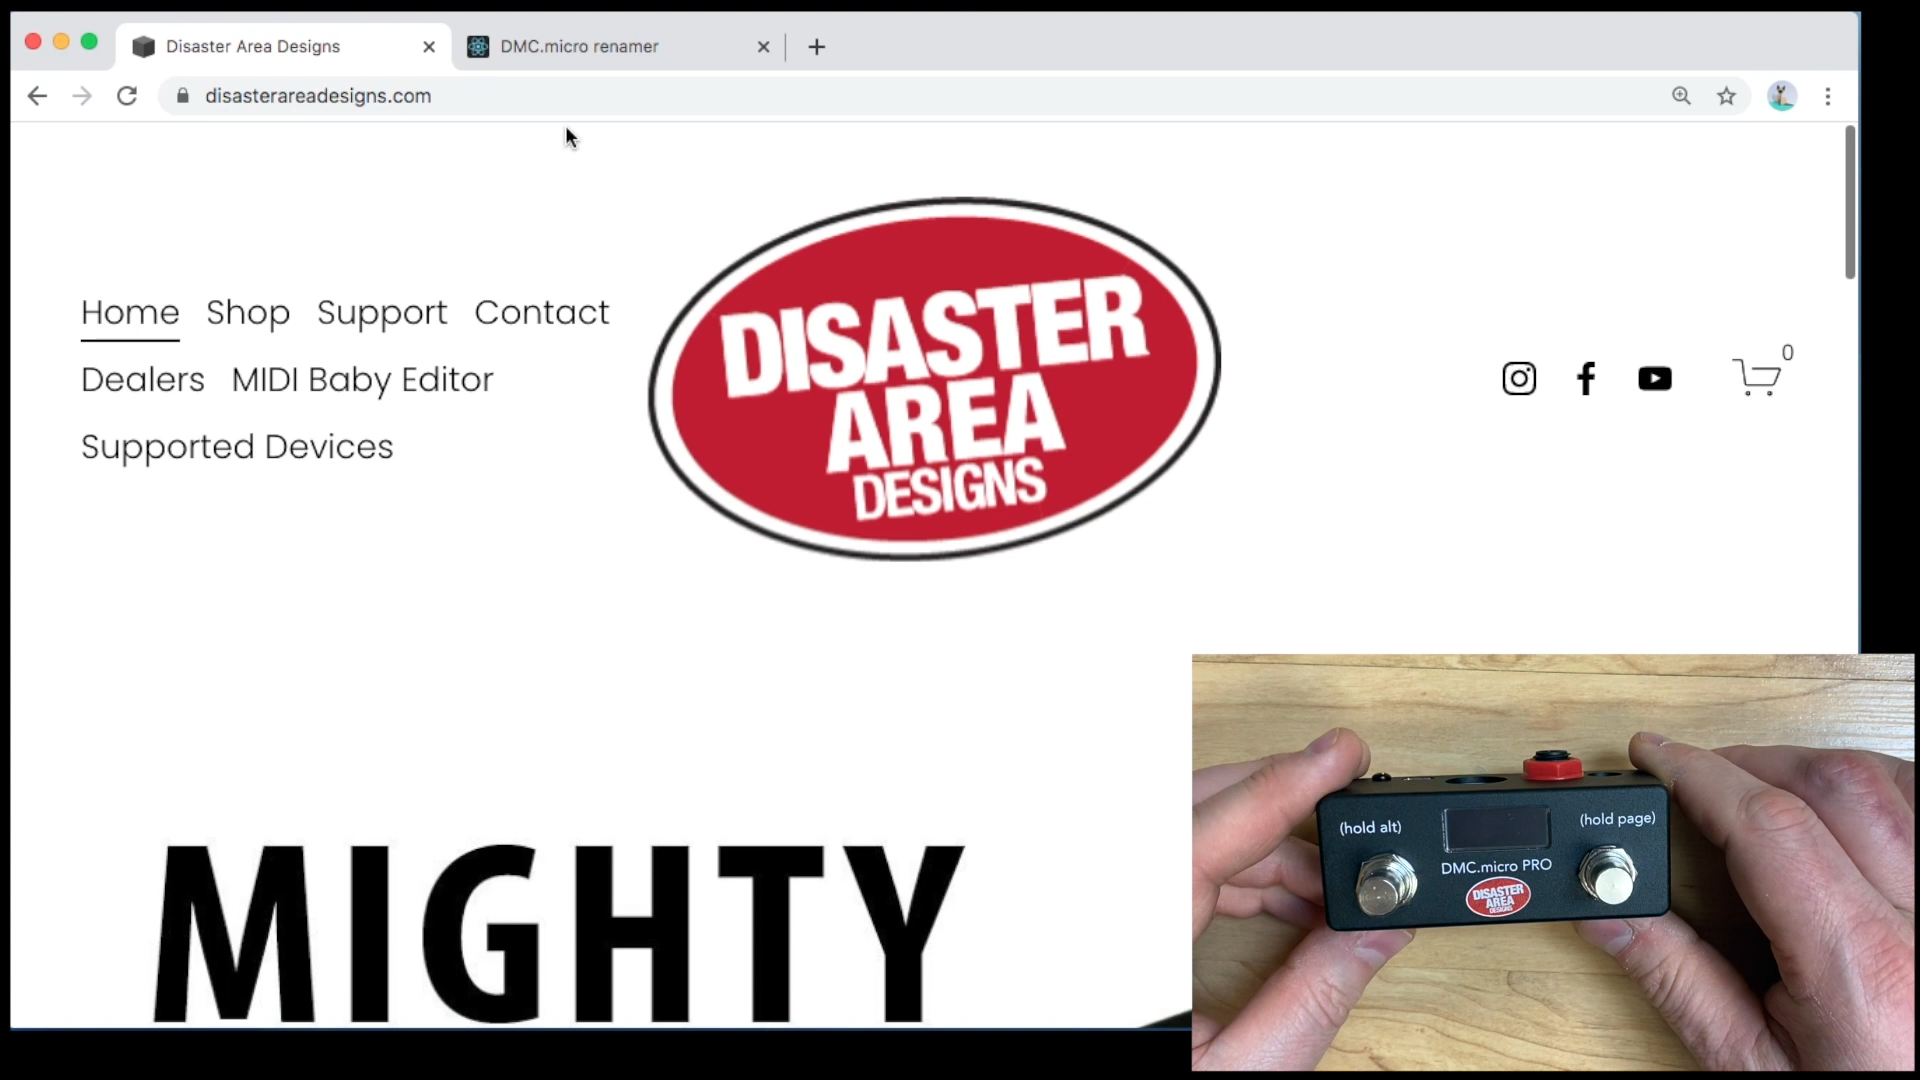 Disaster Area Designs
DMC.micro renamer
disasterareadesigns.com
Home Shop Support Contact
Dealers MIDI Baby Editor
Supported Devices
DISASTER
AREA
DESIGNS
0
MIGHTY
(hold alt)
(hold page)
DMC.micro PRO
DISASTER
AREA
DESIGNS